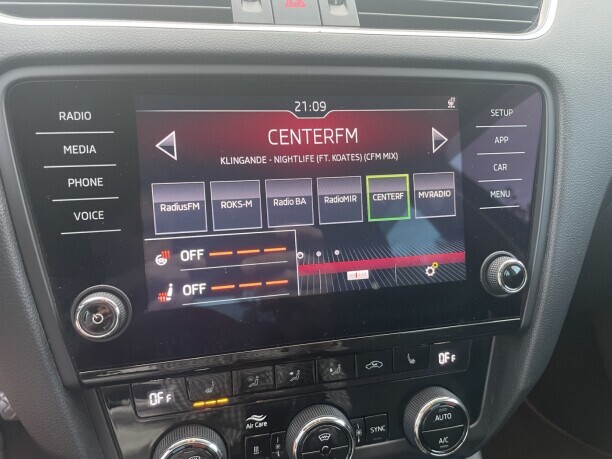 21:09
RADIO
MEDIA
PHONE
VOICE
CENTERFM
KLINGANDE - NIGHTLIFE (FT. KOATES) (CFM MIX)
SETUP
APP
CAR
MENU
RadiusFM
ROKS-M
Radio BA
RadioMIR
CENTERF
MVRADIO
OFF
OFF
OFF
OFF
Air Care
SYNC
AUTO
A/C